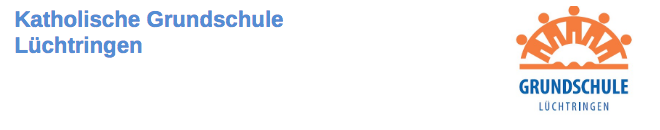 Katholische Grundschule
Lüchtringen
GRUNDSCHULE
LÜCHTRINGEN